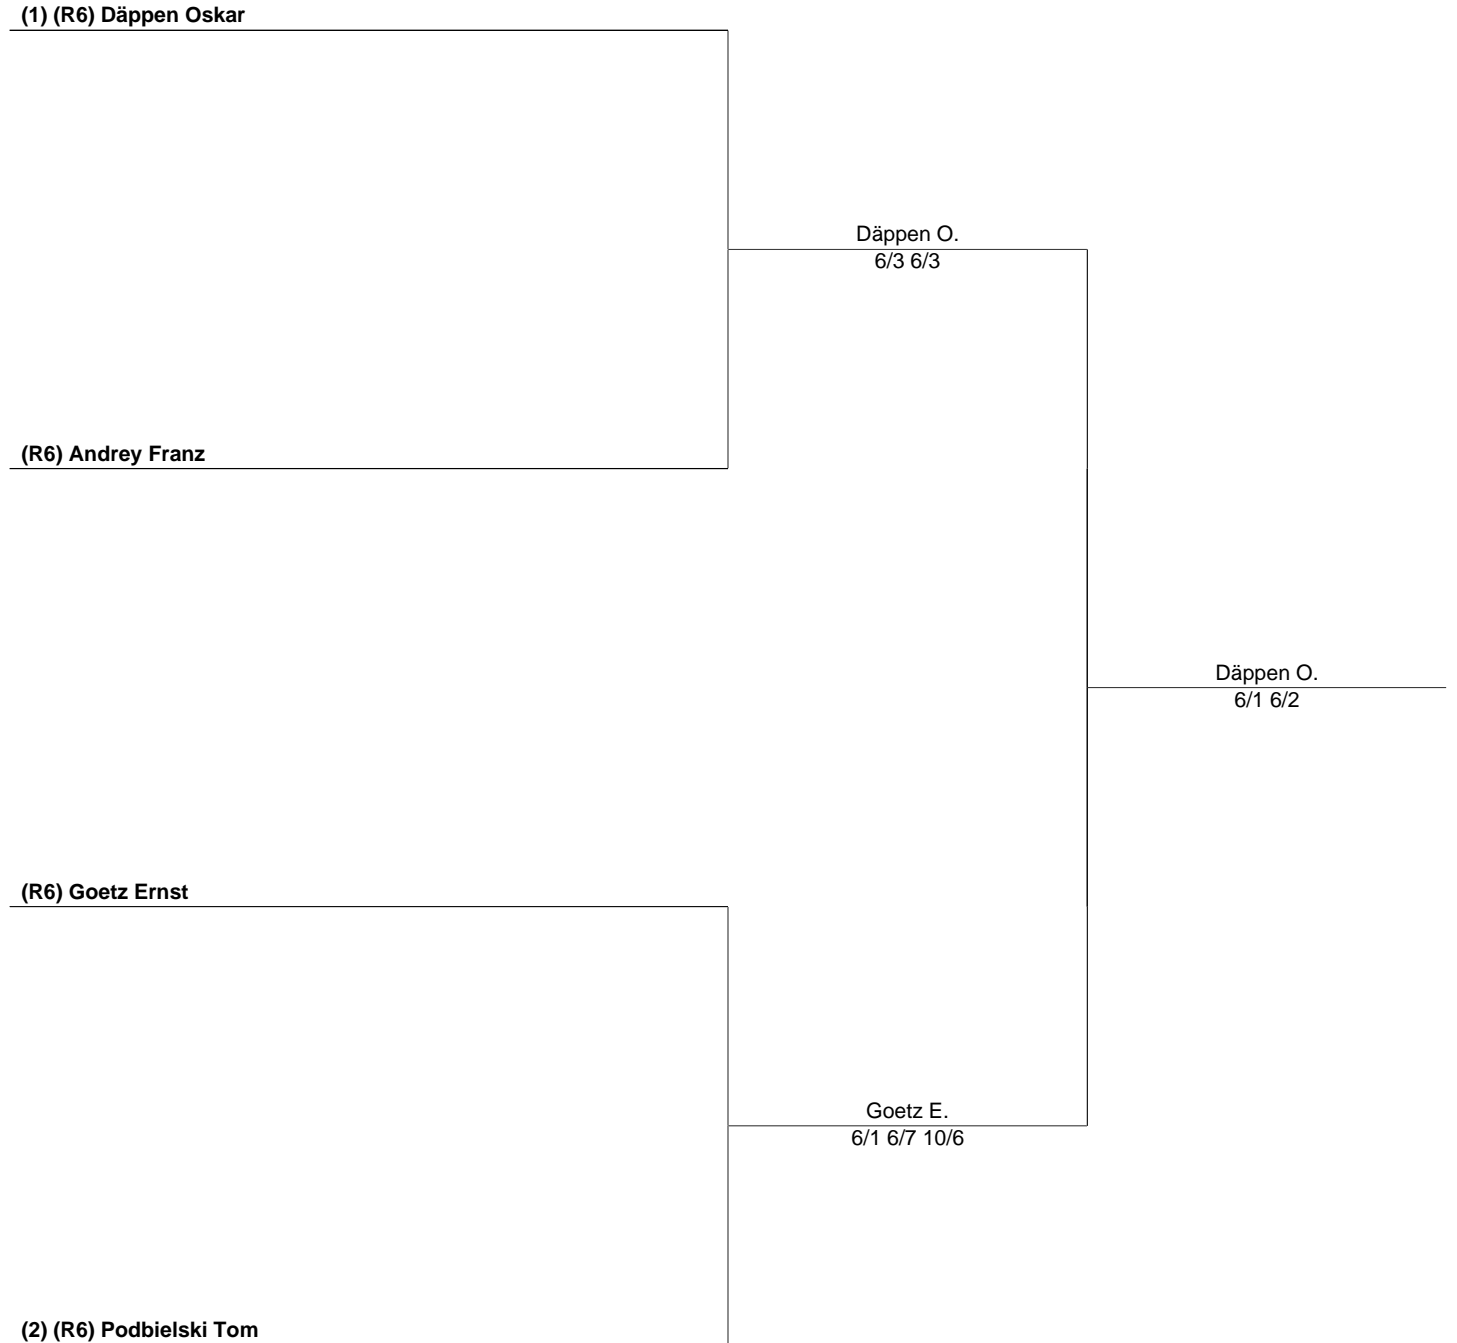 (1) (R6) Däppen Oskar
Däppen O.
6/3 6/3
(R6) Andrey Franz
Däppen O.
6/1 6/2
(R6) Goetz Ernst
Goetz E.
6/1 6/7 10/6
(2) (R6) Podbielski Tom